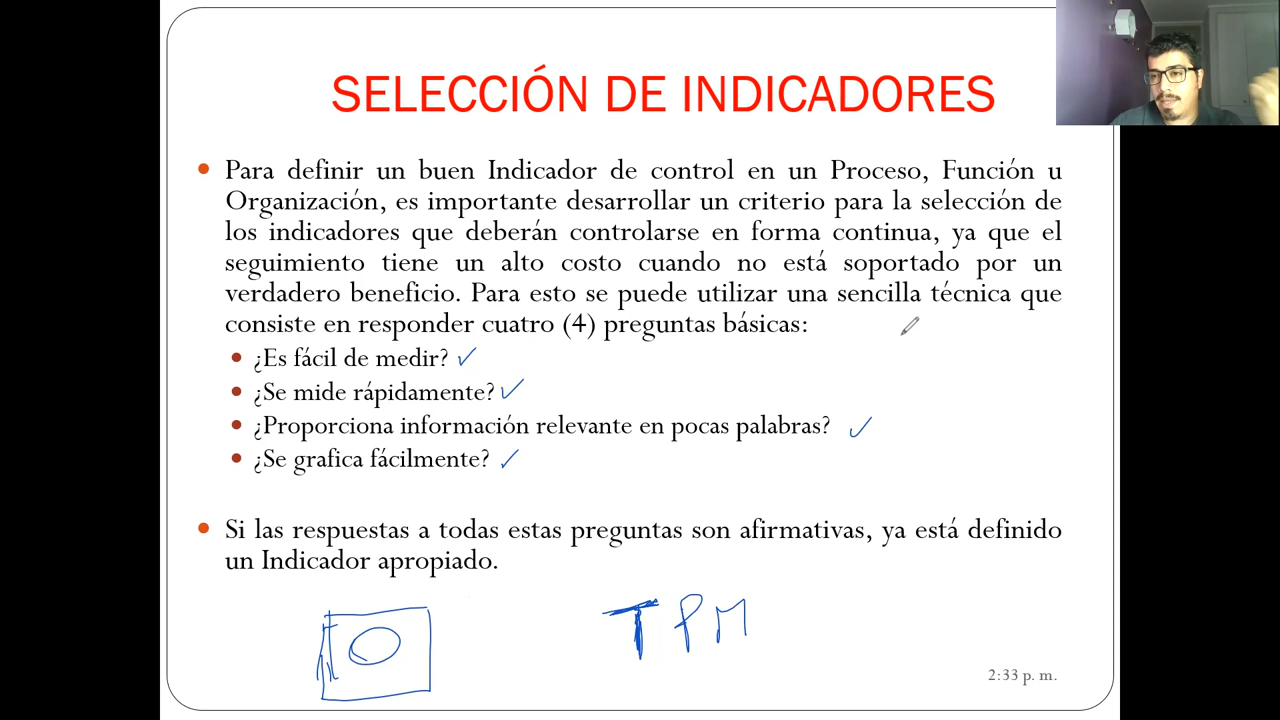 SELECCIÓN DE INDICADORES
Para definir un buen Indicador de control en un Proceso, Función u
Organización, es importante desarrollar un criterio para la selección de
los indicadores que deberán controlarse en forma continua, ya que el
seguimiento tiene un alto costo cuando no está soportado por un
verdadero beneficio. Para esto se puede utilizar una sencilla técnica que
consiste en responder cuatro (4) preguntas básicas:
¿Es fácil de medir?
¿Se mide rápidamente?
¿Proporciona información relevante en pocas palabras?
¿Se grafica fácilmente?
Si las respuestas a todas estas preguntas son afirmativas, ya está definido
un Indicador apropiado.
TPM
2:33 p. m.